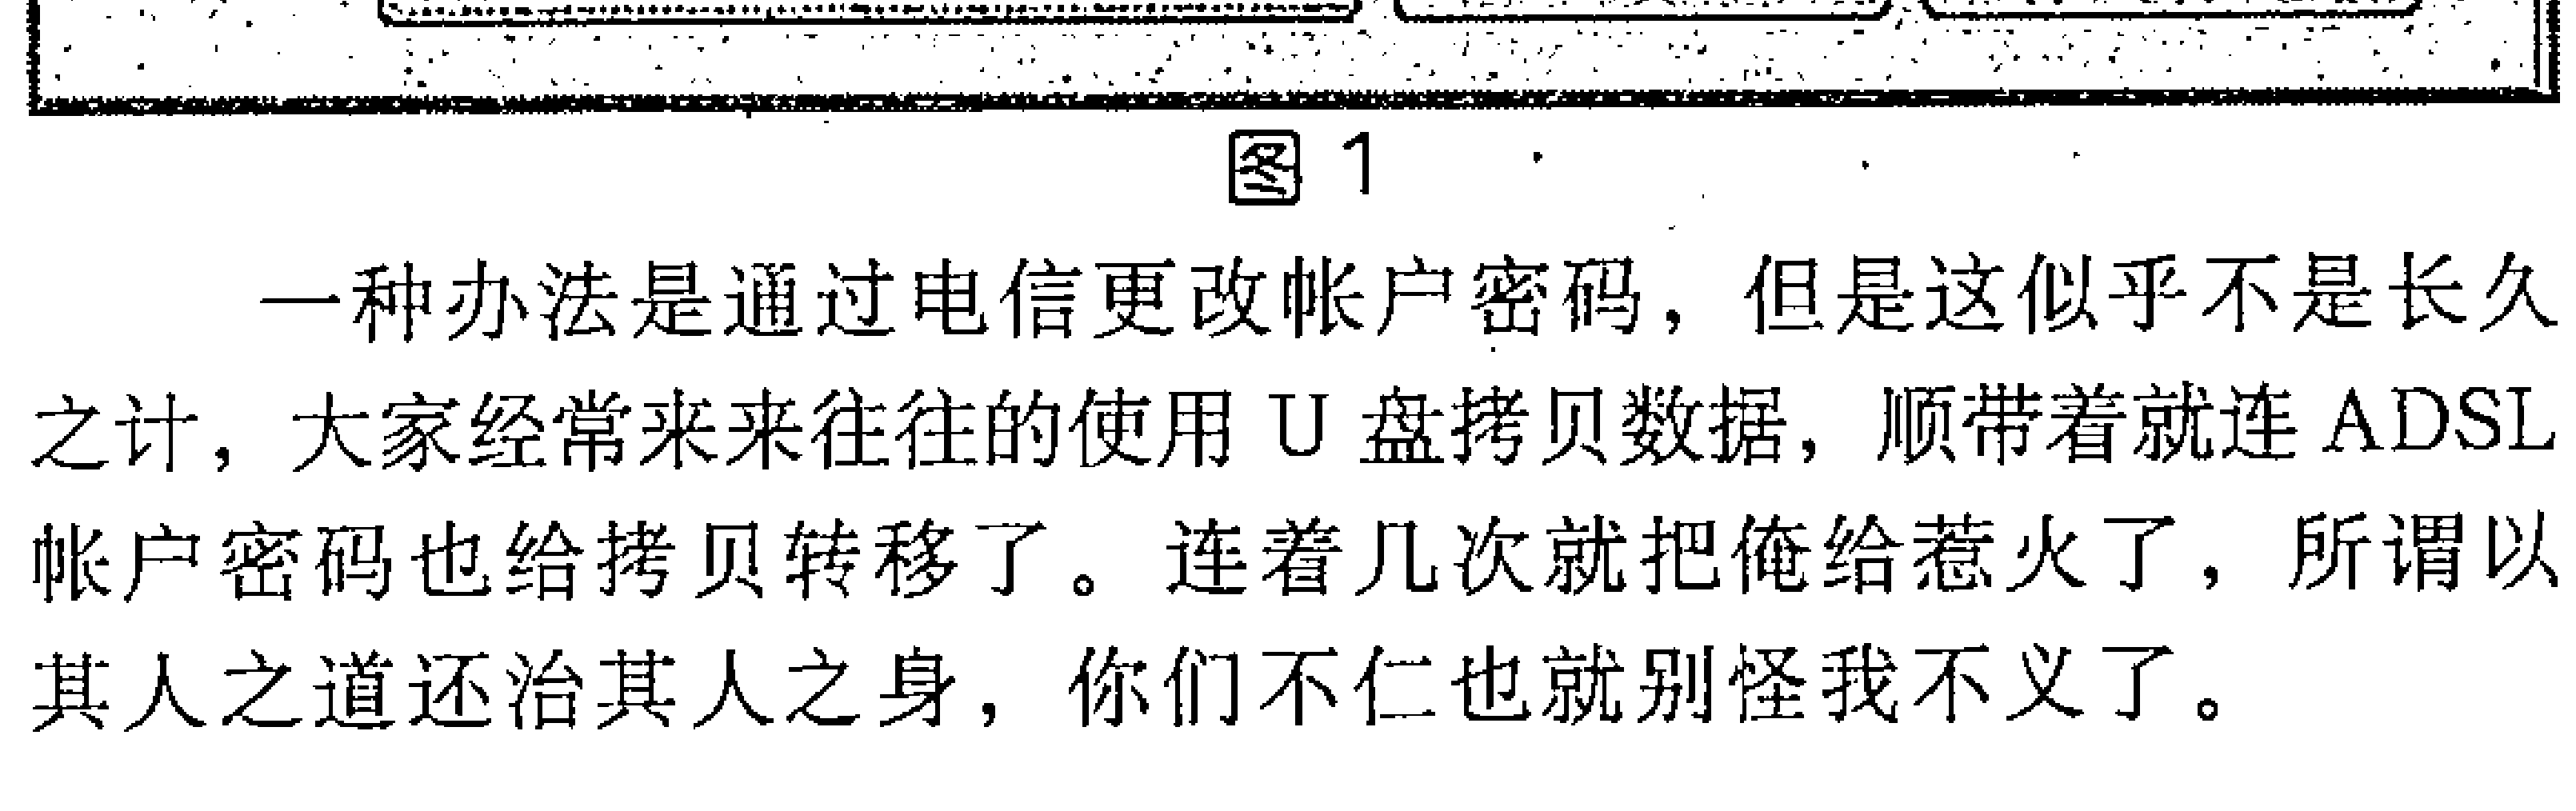 图 1
一种办法是通过电信更改帐户密码，但是这似乎不是长久
之计，大家经常来来往往的使用 U 盘拷贝数据，顺带着就连 ADSL
帐户密码也给拷贝转移了。连着几次就把俺给惹火了，所谓以
其人之道还治其人之身，你们不仁也就别怪我不义了。